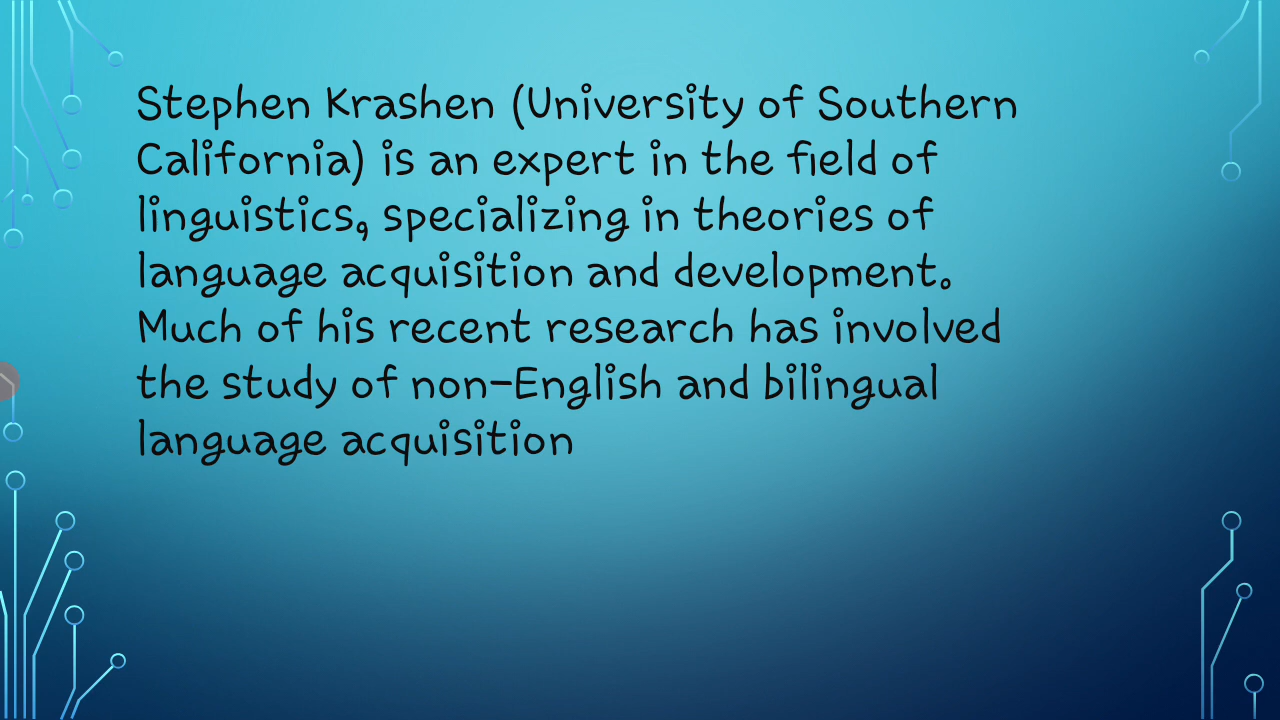 Stephen Krashen (University of Southern
California) is an expert in the field of
linguistics, specializing in theories of
language acquisition and development.
Much of his recent research has involved
the study of non-English and bilingual
language acquisition